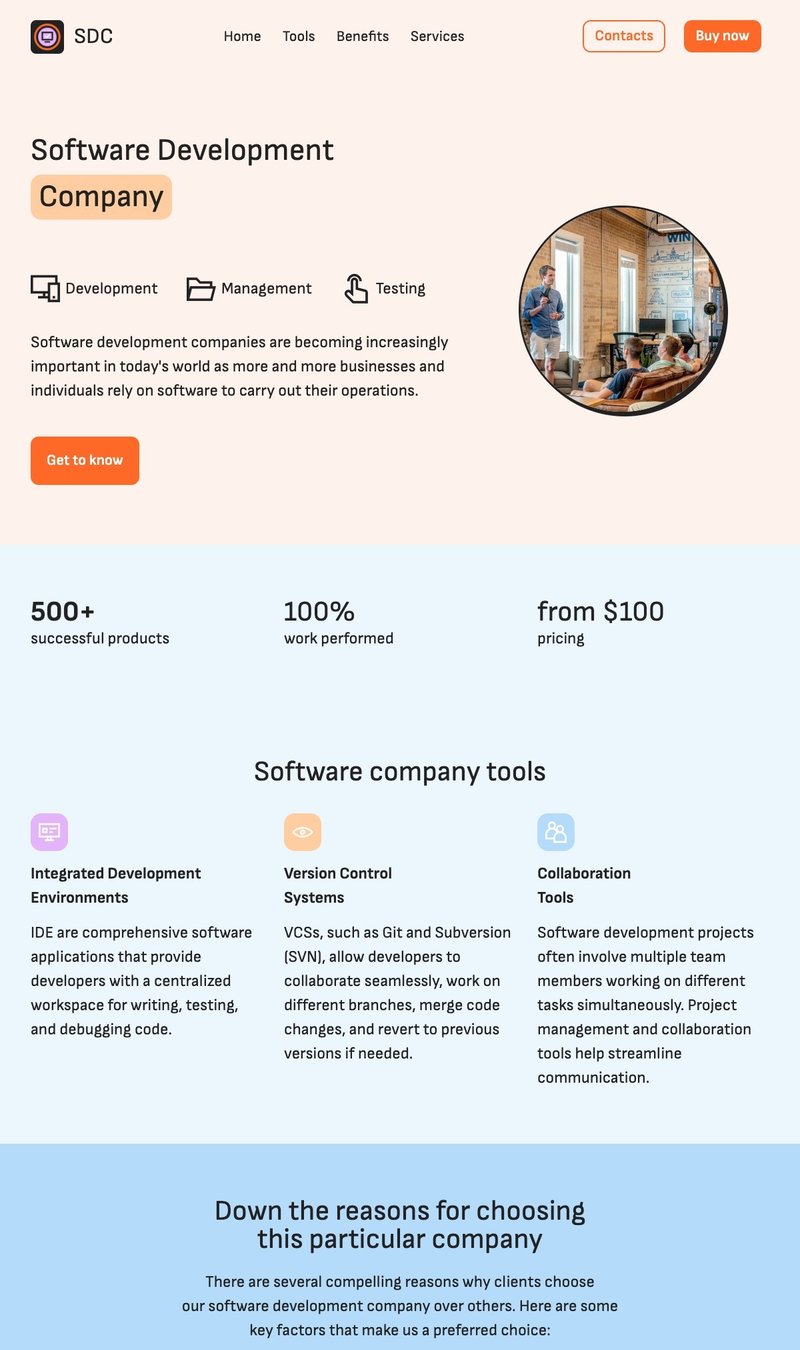 SDC
Home Tools Benefits Services
Contacts
Buy now
Software Development
Company
Development Management Testing
WIN
Software development companies are becoming increasingly
important in today's world as more and more businesses and
individuals rely on software to carry out their operations.
Get to know
500+
successful products
100%
work performed
from $100
pricing
Software company tools
Integrated Development
Environments
IDE are comprehensive software
applications that provide
developers with a centralized
workspace for writing, testing,
and debugging code.
Version Control
Systems
VCSs, such as Git and Subversion
(SVN), allow developers to
collaborate seamlessly, work on
different branches, merge code
changes, and revert to previous
versions if needed.
Collaboration
Tools
Software development projects
often involve multiple team
members working on different
tasks simultaneously. Project
management and collaboration
tools help streamline
communication.
Down the reasons for choosing
this particular company
There are several compelling reasons why clients choose
our software development company over others. Here are some
key factors that make us a preferred choice: